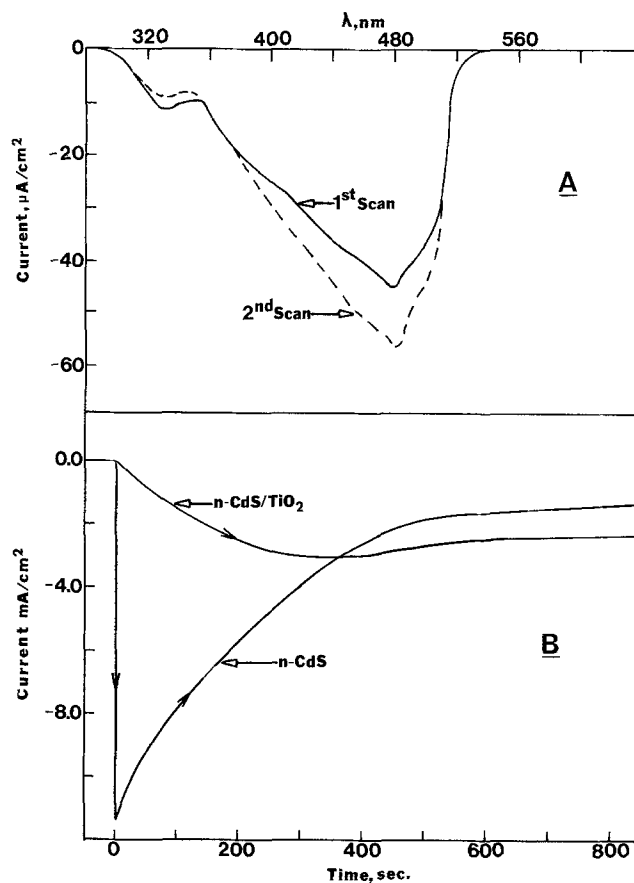 λ,nm
320 400 480 560
0
-20
-40
-60
Current, μA/cm²
1st Scan
2nd Scan
A
0.0
-4.0
-8.0
Current mA/cm²
n-CdS/TiO₂
n-CdS
B
0 200 400 600 800
Time, sec.